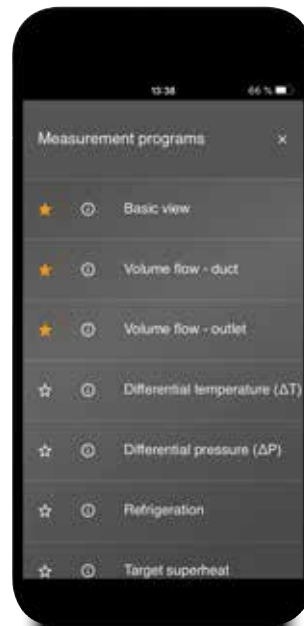 13:38 66 %
Measurement programs ×
Basic view
Volume flow - duct
Volume flow - outlet
Differential temperature (ΔT)
Differential pressure (ΔP)
Refrigeration
Target superheat